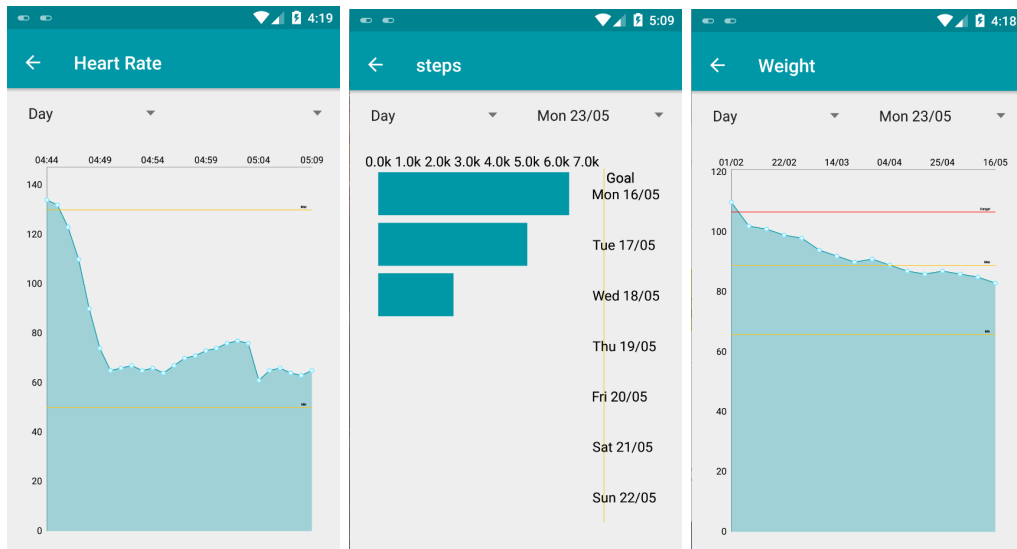 4:19
Heart Rate
Day
04:44 04:49 04:54 04:59 05:04 05:09
140
Max
120
100
80
60
Min
40
20
0
5:09
steps
Day Mon 23/05
0.0k 1.0k 2.0k 3.0k 4.0k 5.0k 6.0k 7.0k
Goal
Mon 16/05
Tue 17/05
Wed 18/05
Thu 19/05
Fri 20/05
Sat 21/05
Sun 22/05
4:18
Weight
Day Mon 23/05
01/02 22/02 14/03 04/04 25/04 16/05
120
Danger
100
Max
80
Min
60
40
20
0